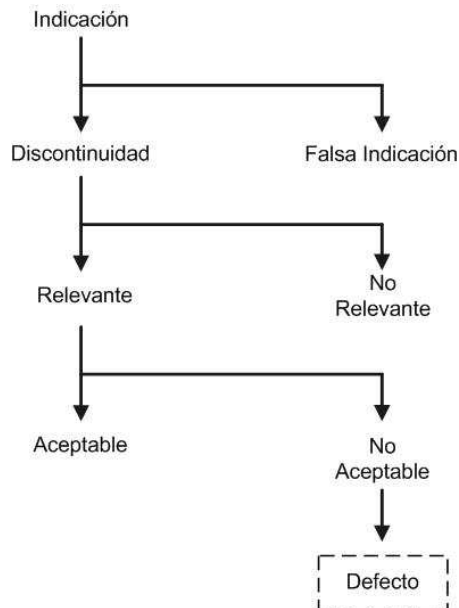 Indicación
Discontinuidad
Falsa Indicación
Relevante
No
Relevante
Aceptable
No
Aceptable
Defecto